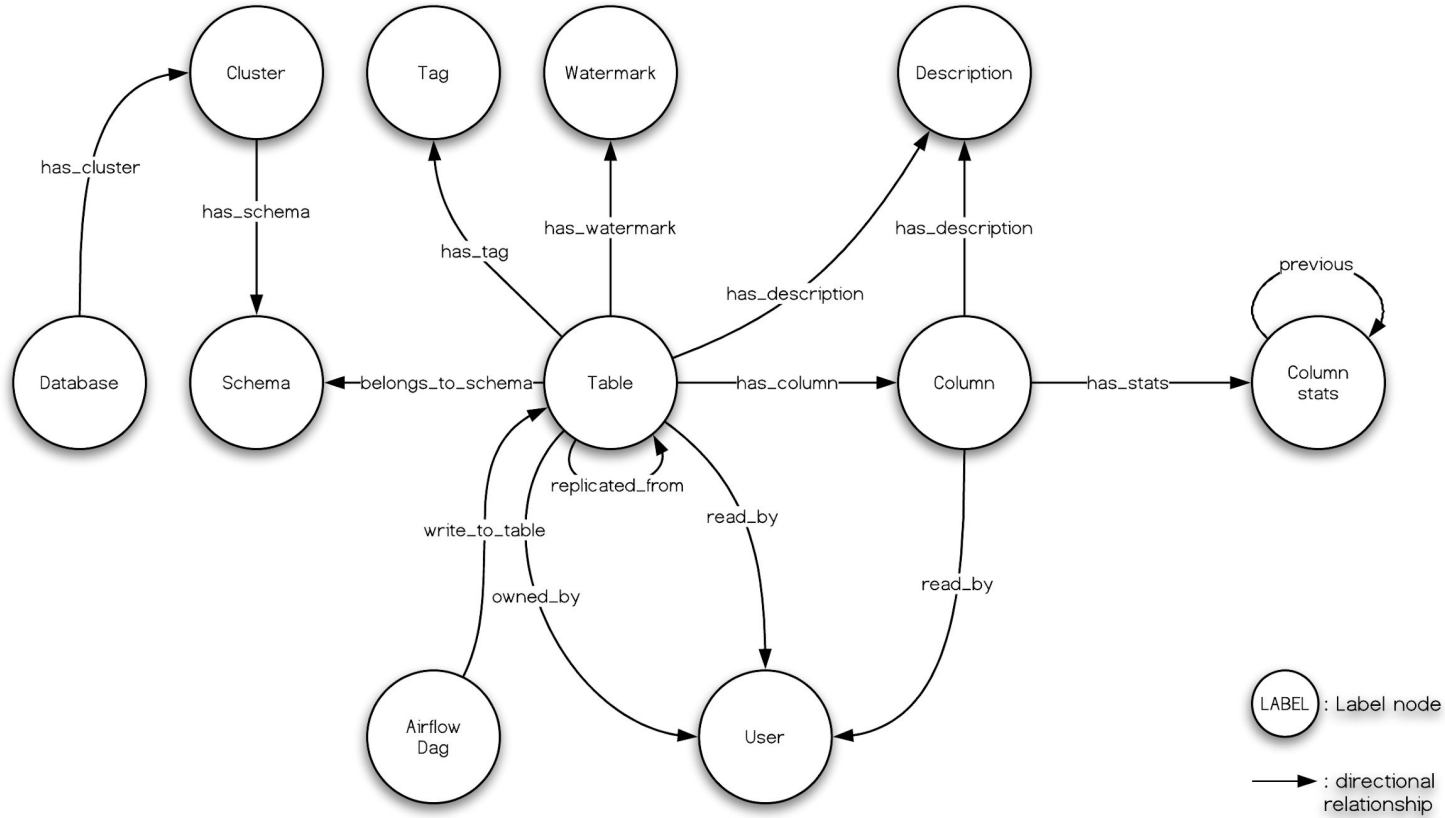 Cluster
Tag
Watermark
Description
has_cluster
has_schema
has_tag
has_watermark
has_description
has_description
previous
Database
Schema
belongs_to_schema
Table
has_column
Column
has_stats
Column
stats
replicated_from
write_to_table
read_by
owned_by
read_by
Airflow
Dag
User
LABEL : Label node
: directional
relationship